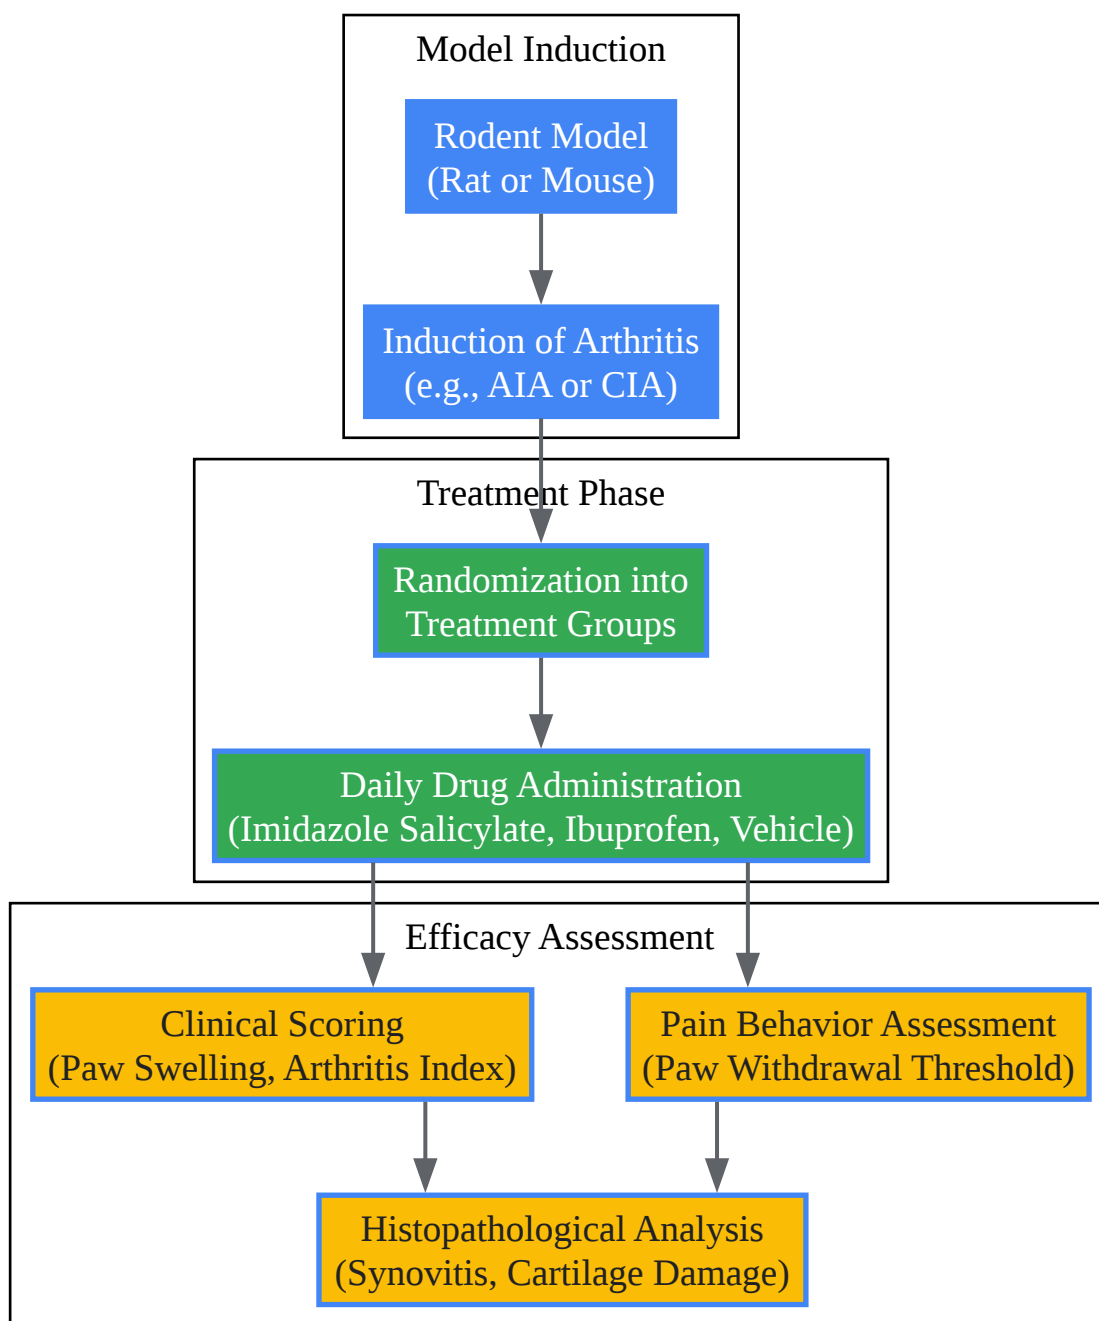 Model Induction
Rodent Model
(Rat or Mouse)
Induction of Arthritis
(e.g., AIA or CIA)
Treatment Phase
Randomization into
Treatment Groups
Daily Drug Administration
(Imidazole Salicylate, Ibuprofen, Vehicle)
Efficacy Assessment
Clinical Scoring
(Paw Swelling, Arthritis Index)
Pain Behavior Assessment
(Paw Withdrawal Threshold)
Histopathological Analysis
(Synovitis, Cartilage Damage)